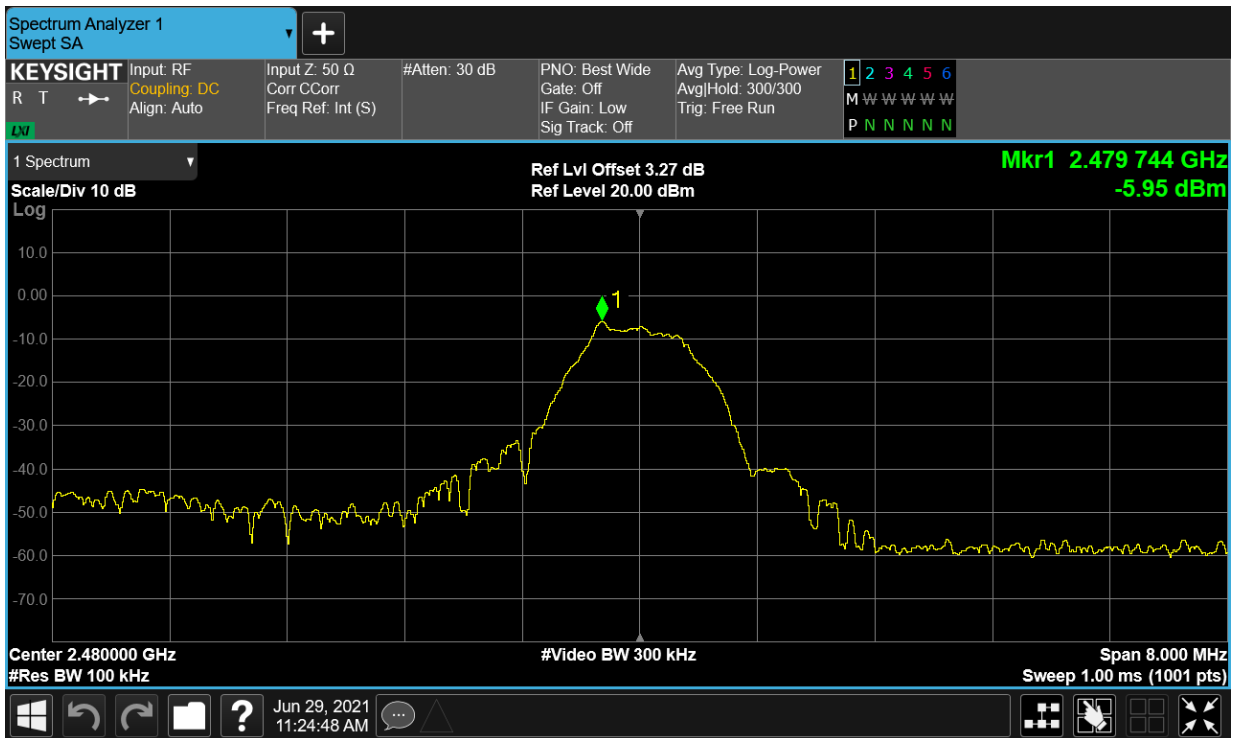 Spectrum Analyzer 1
Swept SA
KEYSIGHT Input: RF Input Z: 50 Ω #Atten: 30 dB PNO: Best Wide Avg Type: Log-Power 1 2 3 4 5 6
R T Coupling: DC Corr CCorr Gate: Off Avg|Hold: 300/300 M W W W W W
Align: Auto Freq Ref: Int (S) IF Gain: Low Trig: Free Run
LXI Sig Track: Off P N N N N N
1 Spectrum Ref Lvl Offset 3.27 dB Mkr1 2.479 744 GHz
Scale/Div 10 dB Ref Level 20.00 dBm -5.95 dBm
Log
10.0
0.00
1
-10.0
-20.0
-30.0
-40.0
-50.0
-60.0
-70.0
Center 2.480000 GHz #Video BW 300 kHz Span 8.000 MHz
#Res BW 100 kHz Sweep 1.00 ms (1001 pts)
? Jun 29, 2021
11:24:48 AM